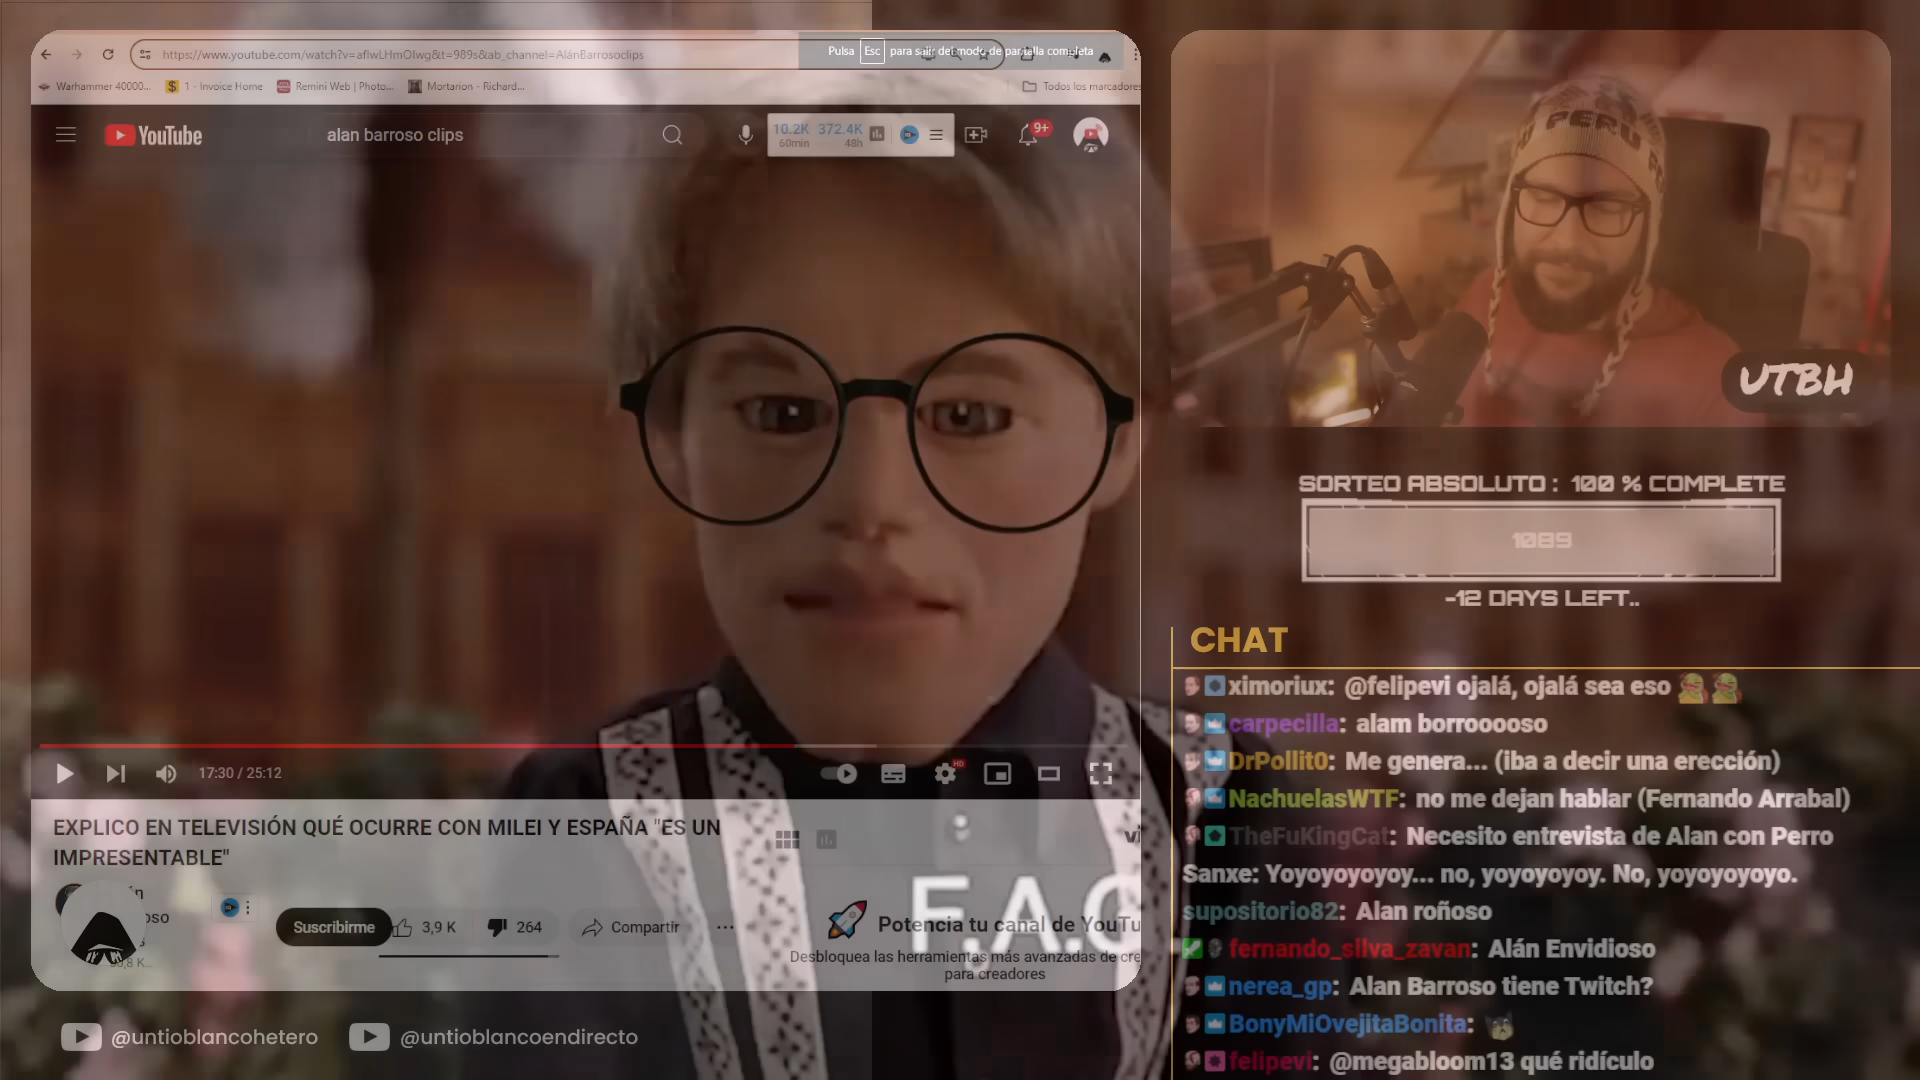 https://www.youtube.com/watch?v=aflwLHmOlwg&t=989s&ab_channel=AlánBarrosoclips
Pulsa Esc para salir del modo de pantalla completa
Warhammer 40000... 1 - Invoice Home Remini Web | Photo... Mortarion - Richard... Todos los marcadores
YouTube alan barroso clips 10.2K 372.4K 9+
60min 48h
PERU
UTBH
SORTEO ABSOLUTO : 100 % COMPLETE
1089
-12 DAYS LEFT..
17:30 / 25:12 HD
EXPLICO EN TELEVISIÓN QUÉ OCURRE CON MILEI Y ESPAÑA "ES UN
IMPRESENTABLE"
Suscribirme 3,9 K 264 Compartir
F.A.
Potencia tu canal de YouTu
Desbloquea las herramientas más avanzadas de cre
para creadores
@untioblancohetero @untioblancoendirecto
CHAT
ximoriux: @felipevi ojalá, ojalá sea eso
carpecilla: alam borrooooso
DrPollit0: Me genera... (iba a decir una erección)
NachuelasWTF: no me dejan hablar (Fernando Arrabal)
TheFuKingCat: Necesito entrevista de Alan con Perro
Sanxe: Yoyoyoyoyoy... no, yoyoyoyoy. No, yoyoyoyoyo.
supositorio82: Alan roñoso
fernando_silva_zavan: Alán Envidioso
nerea_gp: Alan Barroso tiene Twitch?
BonyMiOvejitaBonita:
felipevi: @megabloom13 qué ridículo